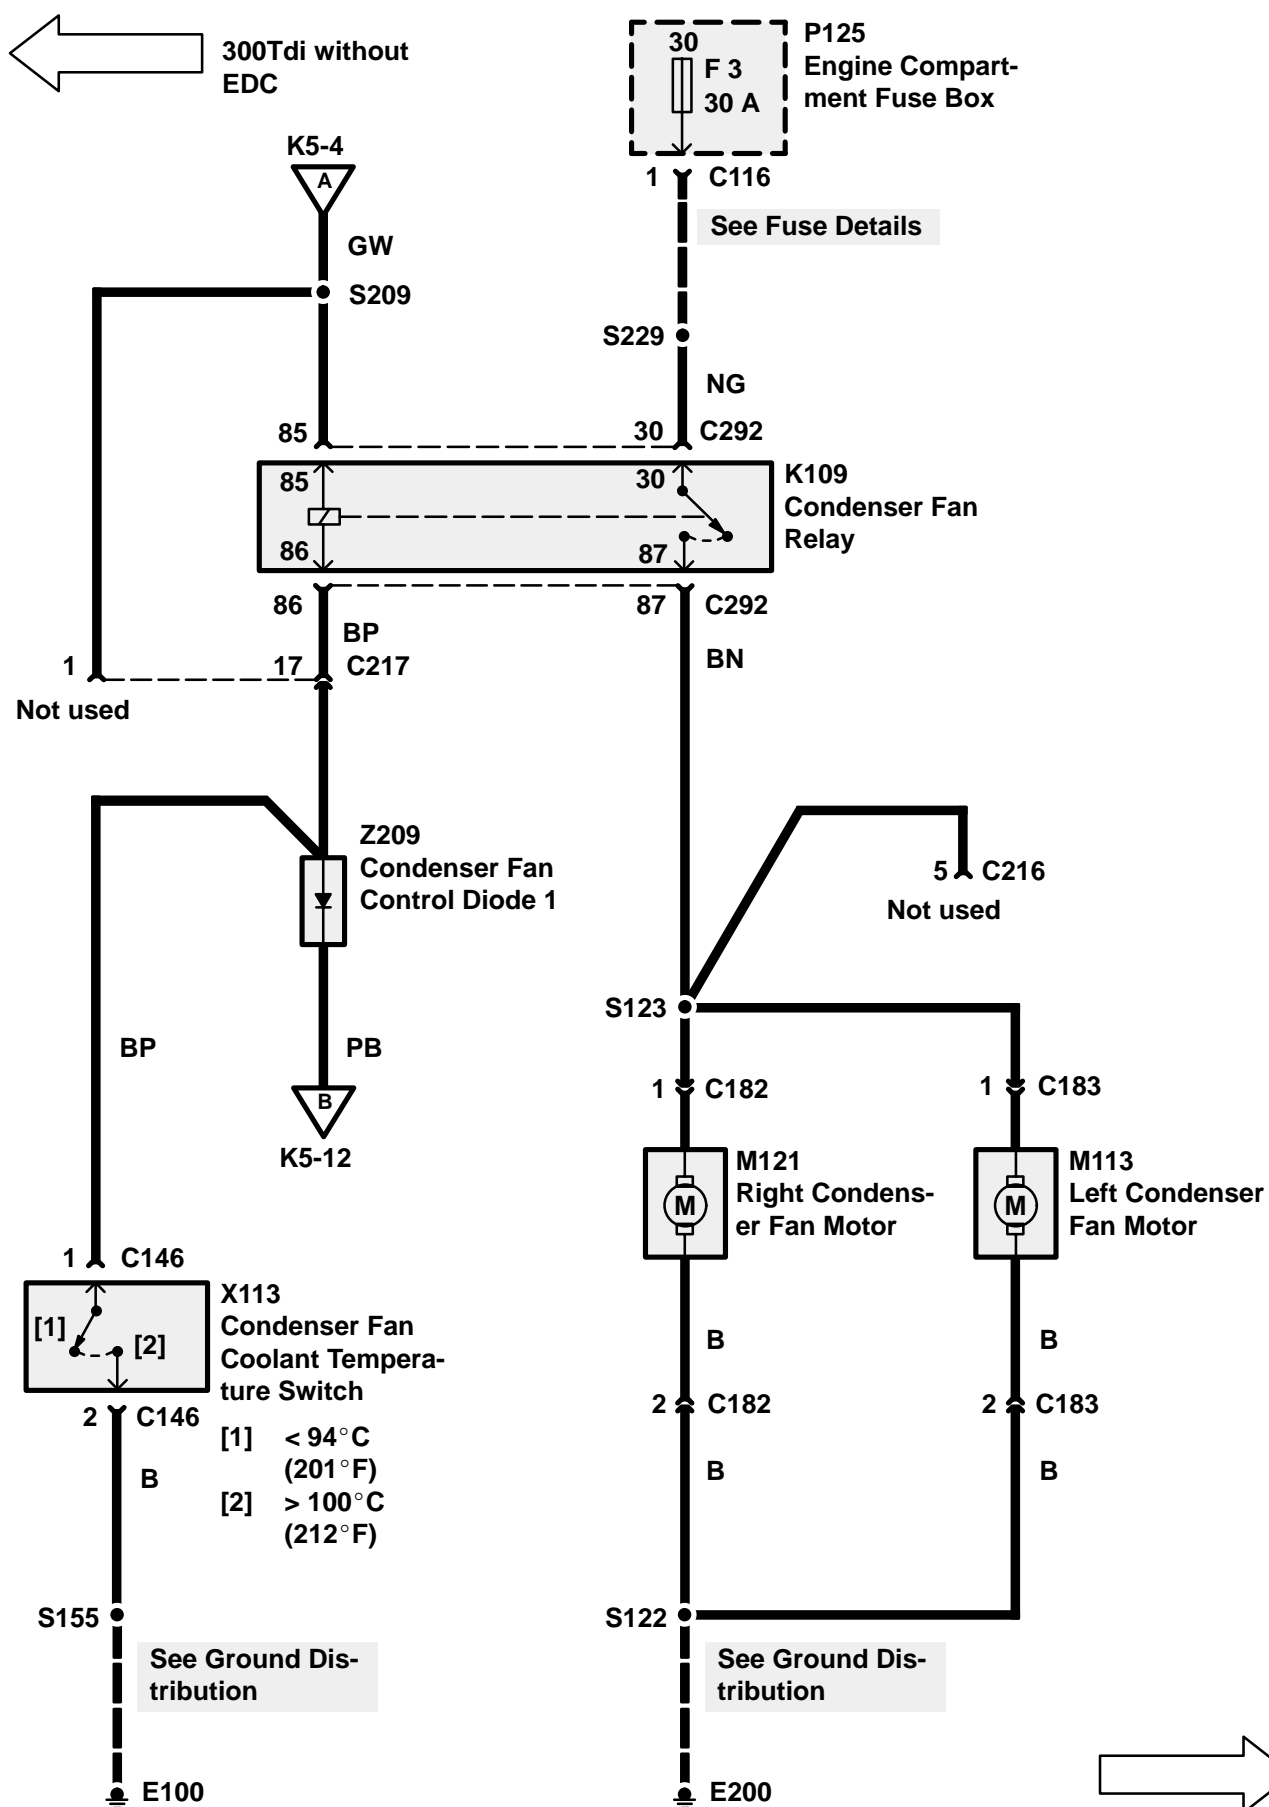 300Tdi without
EDC
30
F 3
30 A
P125
Engine Compart-
ment Fuse Box
K5-4
A
1 C116
See Fuse Details
GW
S209
S229
NG
85
30 C292
85
30
K109
Condenser Fan
Relay
86
87
86
87 C292
BP
BN
1
17 C217
Not used
Z209
Condenser Fan
Control Diode 1
5 C216
Not used
S123
BP
PB
1 C182
1 C183
B
K5-12
M121
Right Condens-
er Fan Motor
M
M113
Left Condenser
Fan Motor
M
1 C146
X113
Condenser Fan
Coolant Tempera-
ture Switch
[1]
[2]
B
B
2 C146
2 C182
2 C183
[1] < 94°C
(201°F)
[2] > 100°C
(212°F)
B
B
B
S155
S122
See Ground Dis-
tribution
See Ground Dis-
tribution
E100
E200